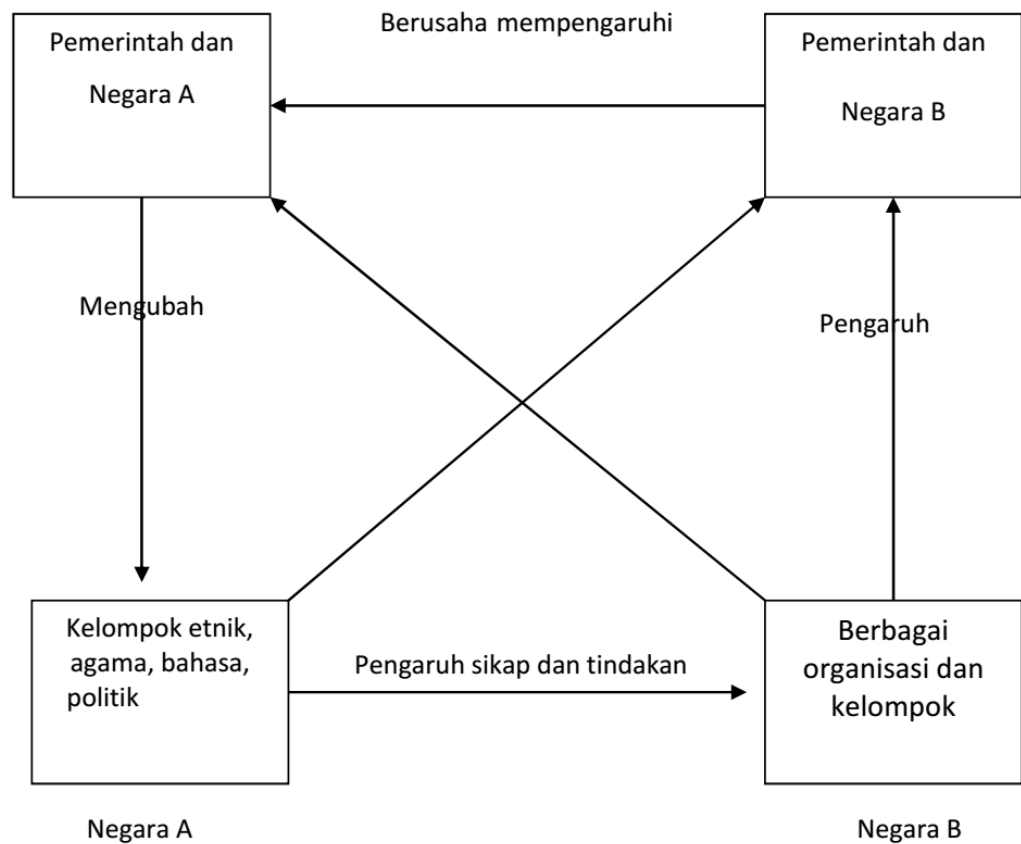 Berusaha mempengaruhi
Pemerintah dan
Negara A
Pemerintah dan
Negara B
Mengubah
Pengaruh
Kelompok etnik,
agama, bahasa,
politik
Pengaruh sikap dan tindakan
Berbagai
organisasi dan
kelompok
Negara A
Negara B